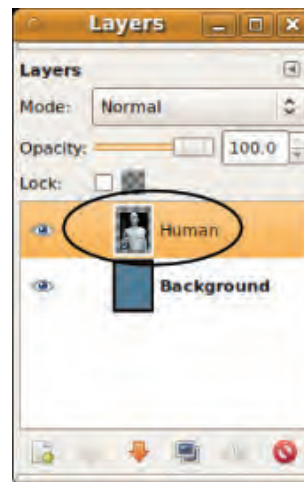 Layers
Layers
Mode: Normal
Opacity: 100.0
Lock:
Human
Background